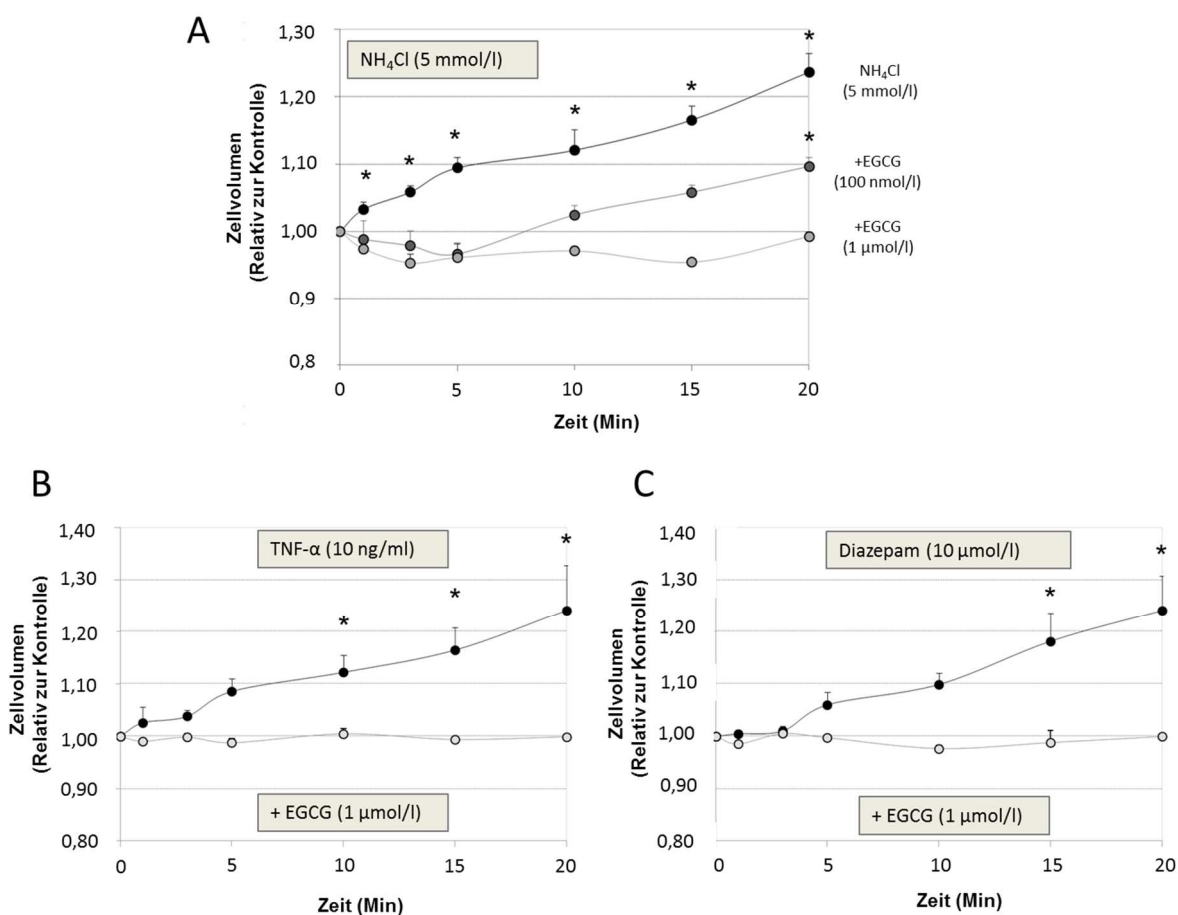 A
Zellvolumen
(Relativ zur Kontrolle)
1,30
1,20
1,10
1,00
0,9
0,8
NH₄Cl (5 mmol/l)
*
*
*
*
*
*
*
NH₄Cl
(5 mmol/l)
+EGCG
(100 nmol/l)
+EGCG
(1 µmol/l)
0 5 10 15 20
Zeit (Min)
B
Zellvolumen
(Relativ zur Kontrolle)
1,40
1,30
1,20
1,10
1,00
0,90
0,80
TNF-α (10 ng/ml)
*
*
*
+ EGCG (1 µmol/l)
0 5 10 15 20
Zeit (Min)
C
Zellvolumen
(Relativ zur Kontrolle)
1,40
1,30
1,20
1,10
1,00
0,90
0,80
Diazepam (10 µmol/l)
*
*
+ EGCG (1 µmol/l)
0 5 10 15 20
Zeit (Min)